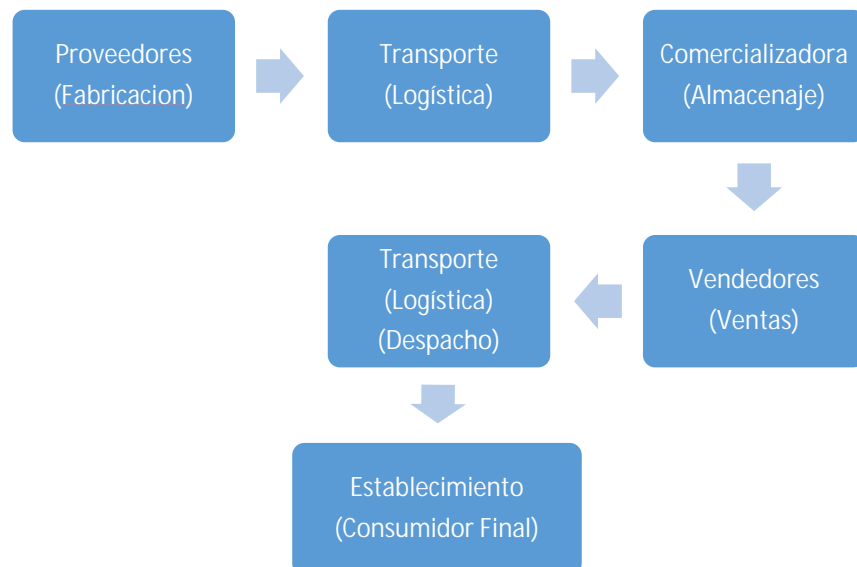 Proveedores
(Fabricacion)
Transporte
(Logística)
Comercializadora
(Almacenaje)
Vendedores
(Ventas)
Transporte
(Logística)
(Despacho)
Establecimiento
(Consumidor Final)